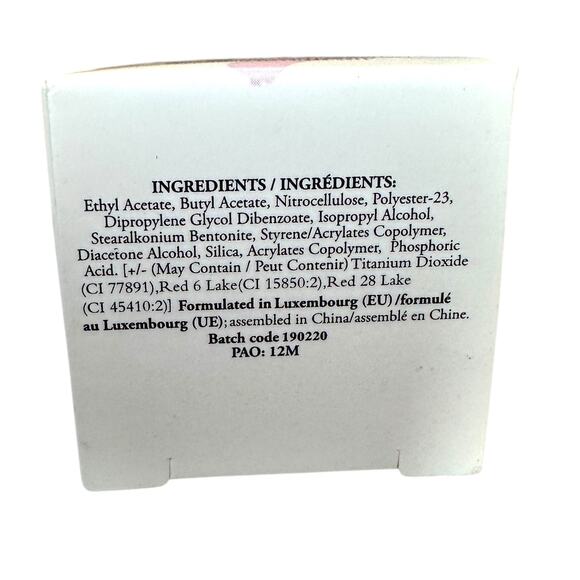 INGREDIENTS / INGRÉDIENTS:
Ethyl Acetate, Butyl Acetate, Nitrocellulose, Polyester-23,
Dipropylene Glycol Dibenzoate, Isopropyl Alcohol,
Stearalkonium Bentonite, Styrene/Acrylates Copolymer,
Diacetone Alcohol, Silica, Acrylates Copolymer, Phosphoric
Acid. [+/- (May Contain / Peut Contenir) Titanium Dioxide
(CI 77891),Red 6 Lake(CI 15850:2),Red 28 Lake
(CI 45410:2)] Formulated in Luxembourg (EU) /formulé
au Luxembourg (UE); assembled in China/assemblé en Chine.
Batch code 190220
PAO: 12M